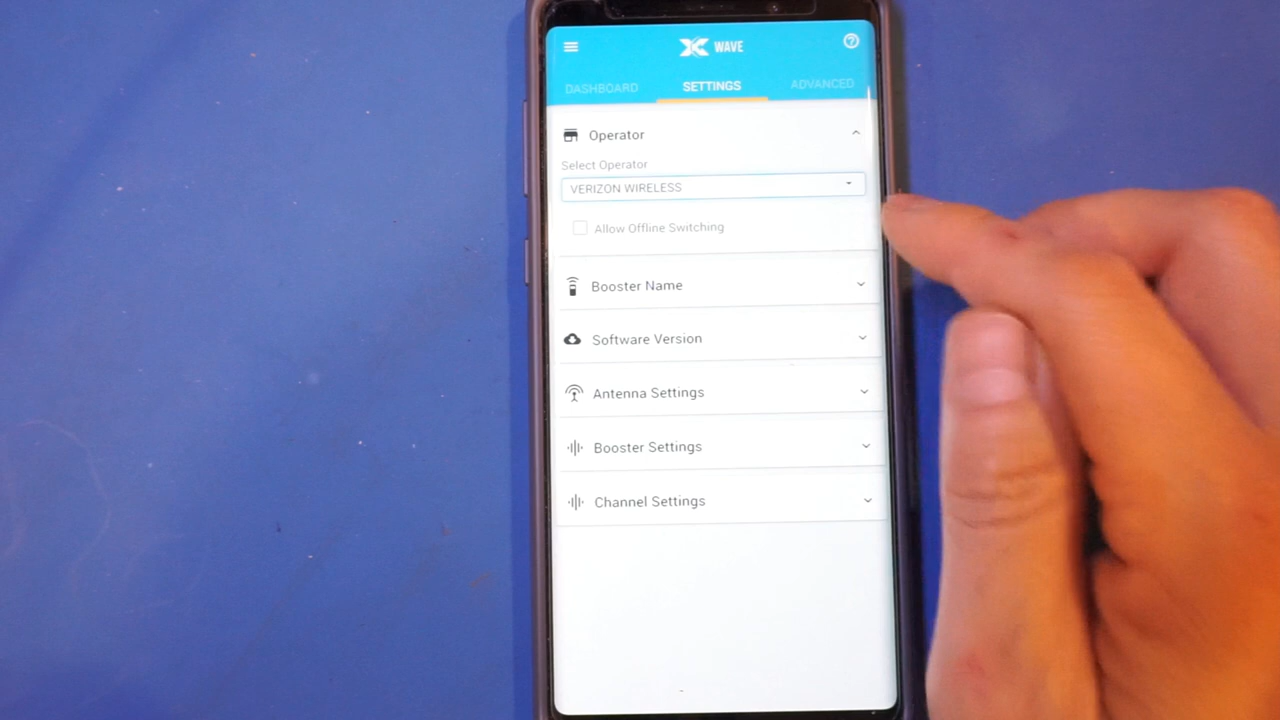 WAVE
DASHBOARD SETTINGS ADVANCED
Operator
Select Operator
VERIZON WIRELESS
Allow Offline Switching
Booster Name
Software Version
Antenna Settings
Booster Settings
Channel Settings